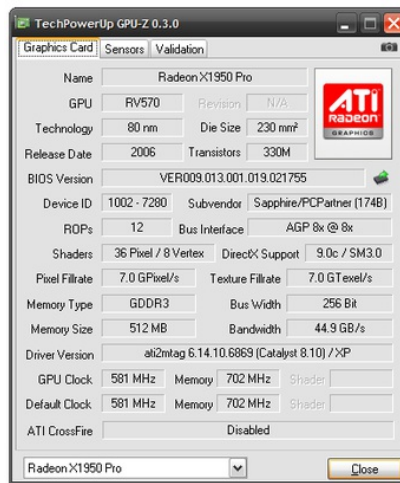 TechPowerUp GPU-Z 0.3.0
Graphics Card Sensors Validation
Name Radeon X1950 Pro
GPU RV570 Revision N/A
Technology 80 nm Die Size 230 mm²
Release Date 2006 Transistors 330M
ATI
RADEON
GRAPHICS
BIOS Version VER009.013.001.019.021755
Device ID 1002 - 7280 Subvendor Sapphire/PCPartner (174B)
ROPs 12 Bus Interface AGP 8x @ 8x
Shaders 36 Pixel / 8 Vertex DirectX Support 9.0c / SM3.0
Pixel Fillrate 7.0 GPixel/s Texture Fillrate 7.0 GTexel/s
Memory Type GDDR3 Bus Width 256 Bit
Memory Size 512 MB Bandwidth 44.9 GB/s
Driver Version ati2mtag 6.14.10.6869 (Catalyst 8.10) / XP
GPU Clock 581 MHz Memory 702 MHz Shader
Default Clock 581 MHz Memory 702 MHz Shader
ATI CrossFire Disabled
Radeon X1950 Pro Close